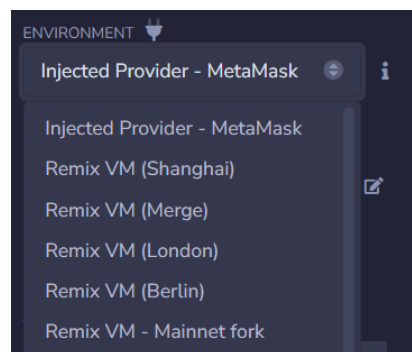 ENVIRONMENT
Injected Provider - MetaMask
Injected Provider - MetaMask
Remix VM (Shanghai)
Remix VM (Merge)
Remix VM (London)
Remix VM (Berlin)
Remix VM - Mainnet fork